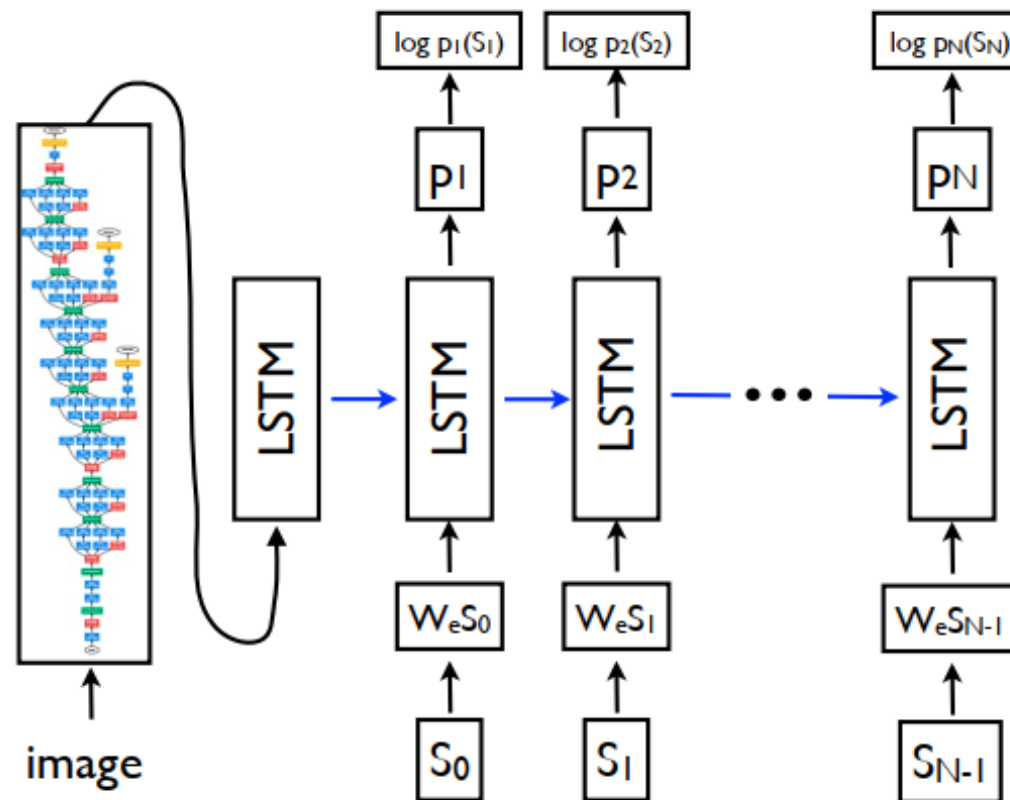 log p1(S1) log p2(S2) log pN(SN)
p1 p2 pN
LSTM LSTM LSTM LSTM
WeS0 WeS1 WeSN-1
image S0 S1 SN-1